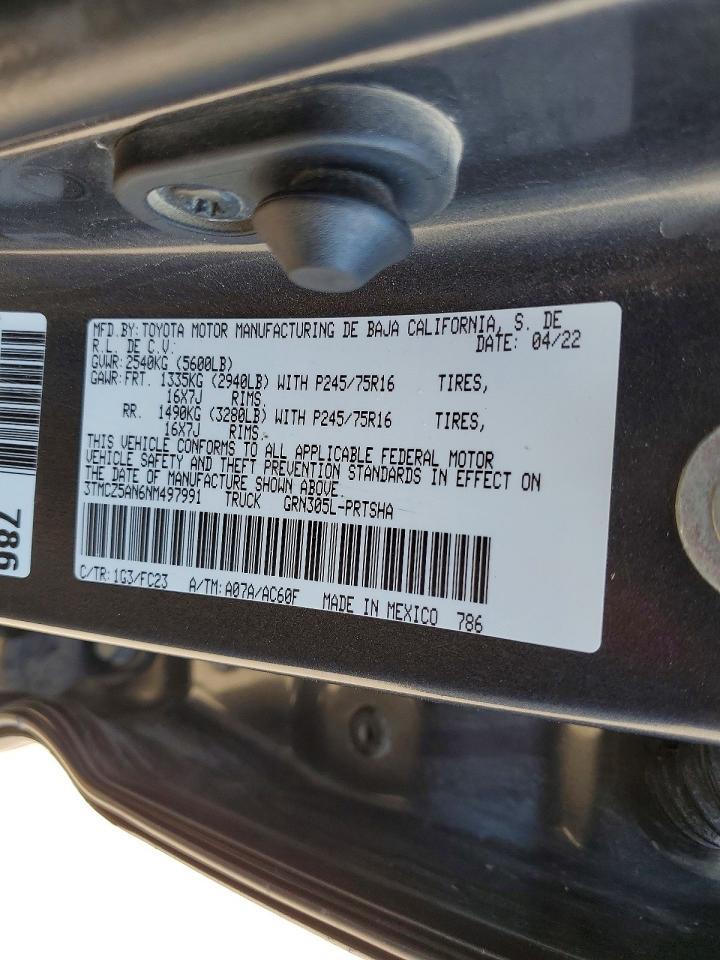 MFD.BY:TOYOTA MOTOR MANUFACTURING DE BAJA CALIFORNIA, S. DE
R.L. DE C.V. DATE: 04/22
GVWR:2540KG (5600LB)
GAWR:FRT. 1335KG (2940LB) WITH P245/75R16 TIRES,
16X7J RIMS.
RR. 1490KG (3280LB) WITH P245/75R16 TIRES,
16X7J RIMS.
THIS VEHICLE CONFORMS TO ALL APPLICABLE FEDERAL MOTOR
VEHICLE SAFETY AND THEFT PREVENTION STANDARDS IN EFFECT ON
THE DATE OF MANUFACTURE SHOWN ABOVE.
3TMCZ5AN6NM497991 TRUCK GRN305L-PRTSHA
C/TR:1G3/FC23 A/TM:A07A/AC60F MADE IN MEXICO 786
786